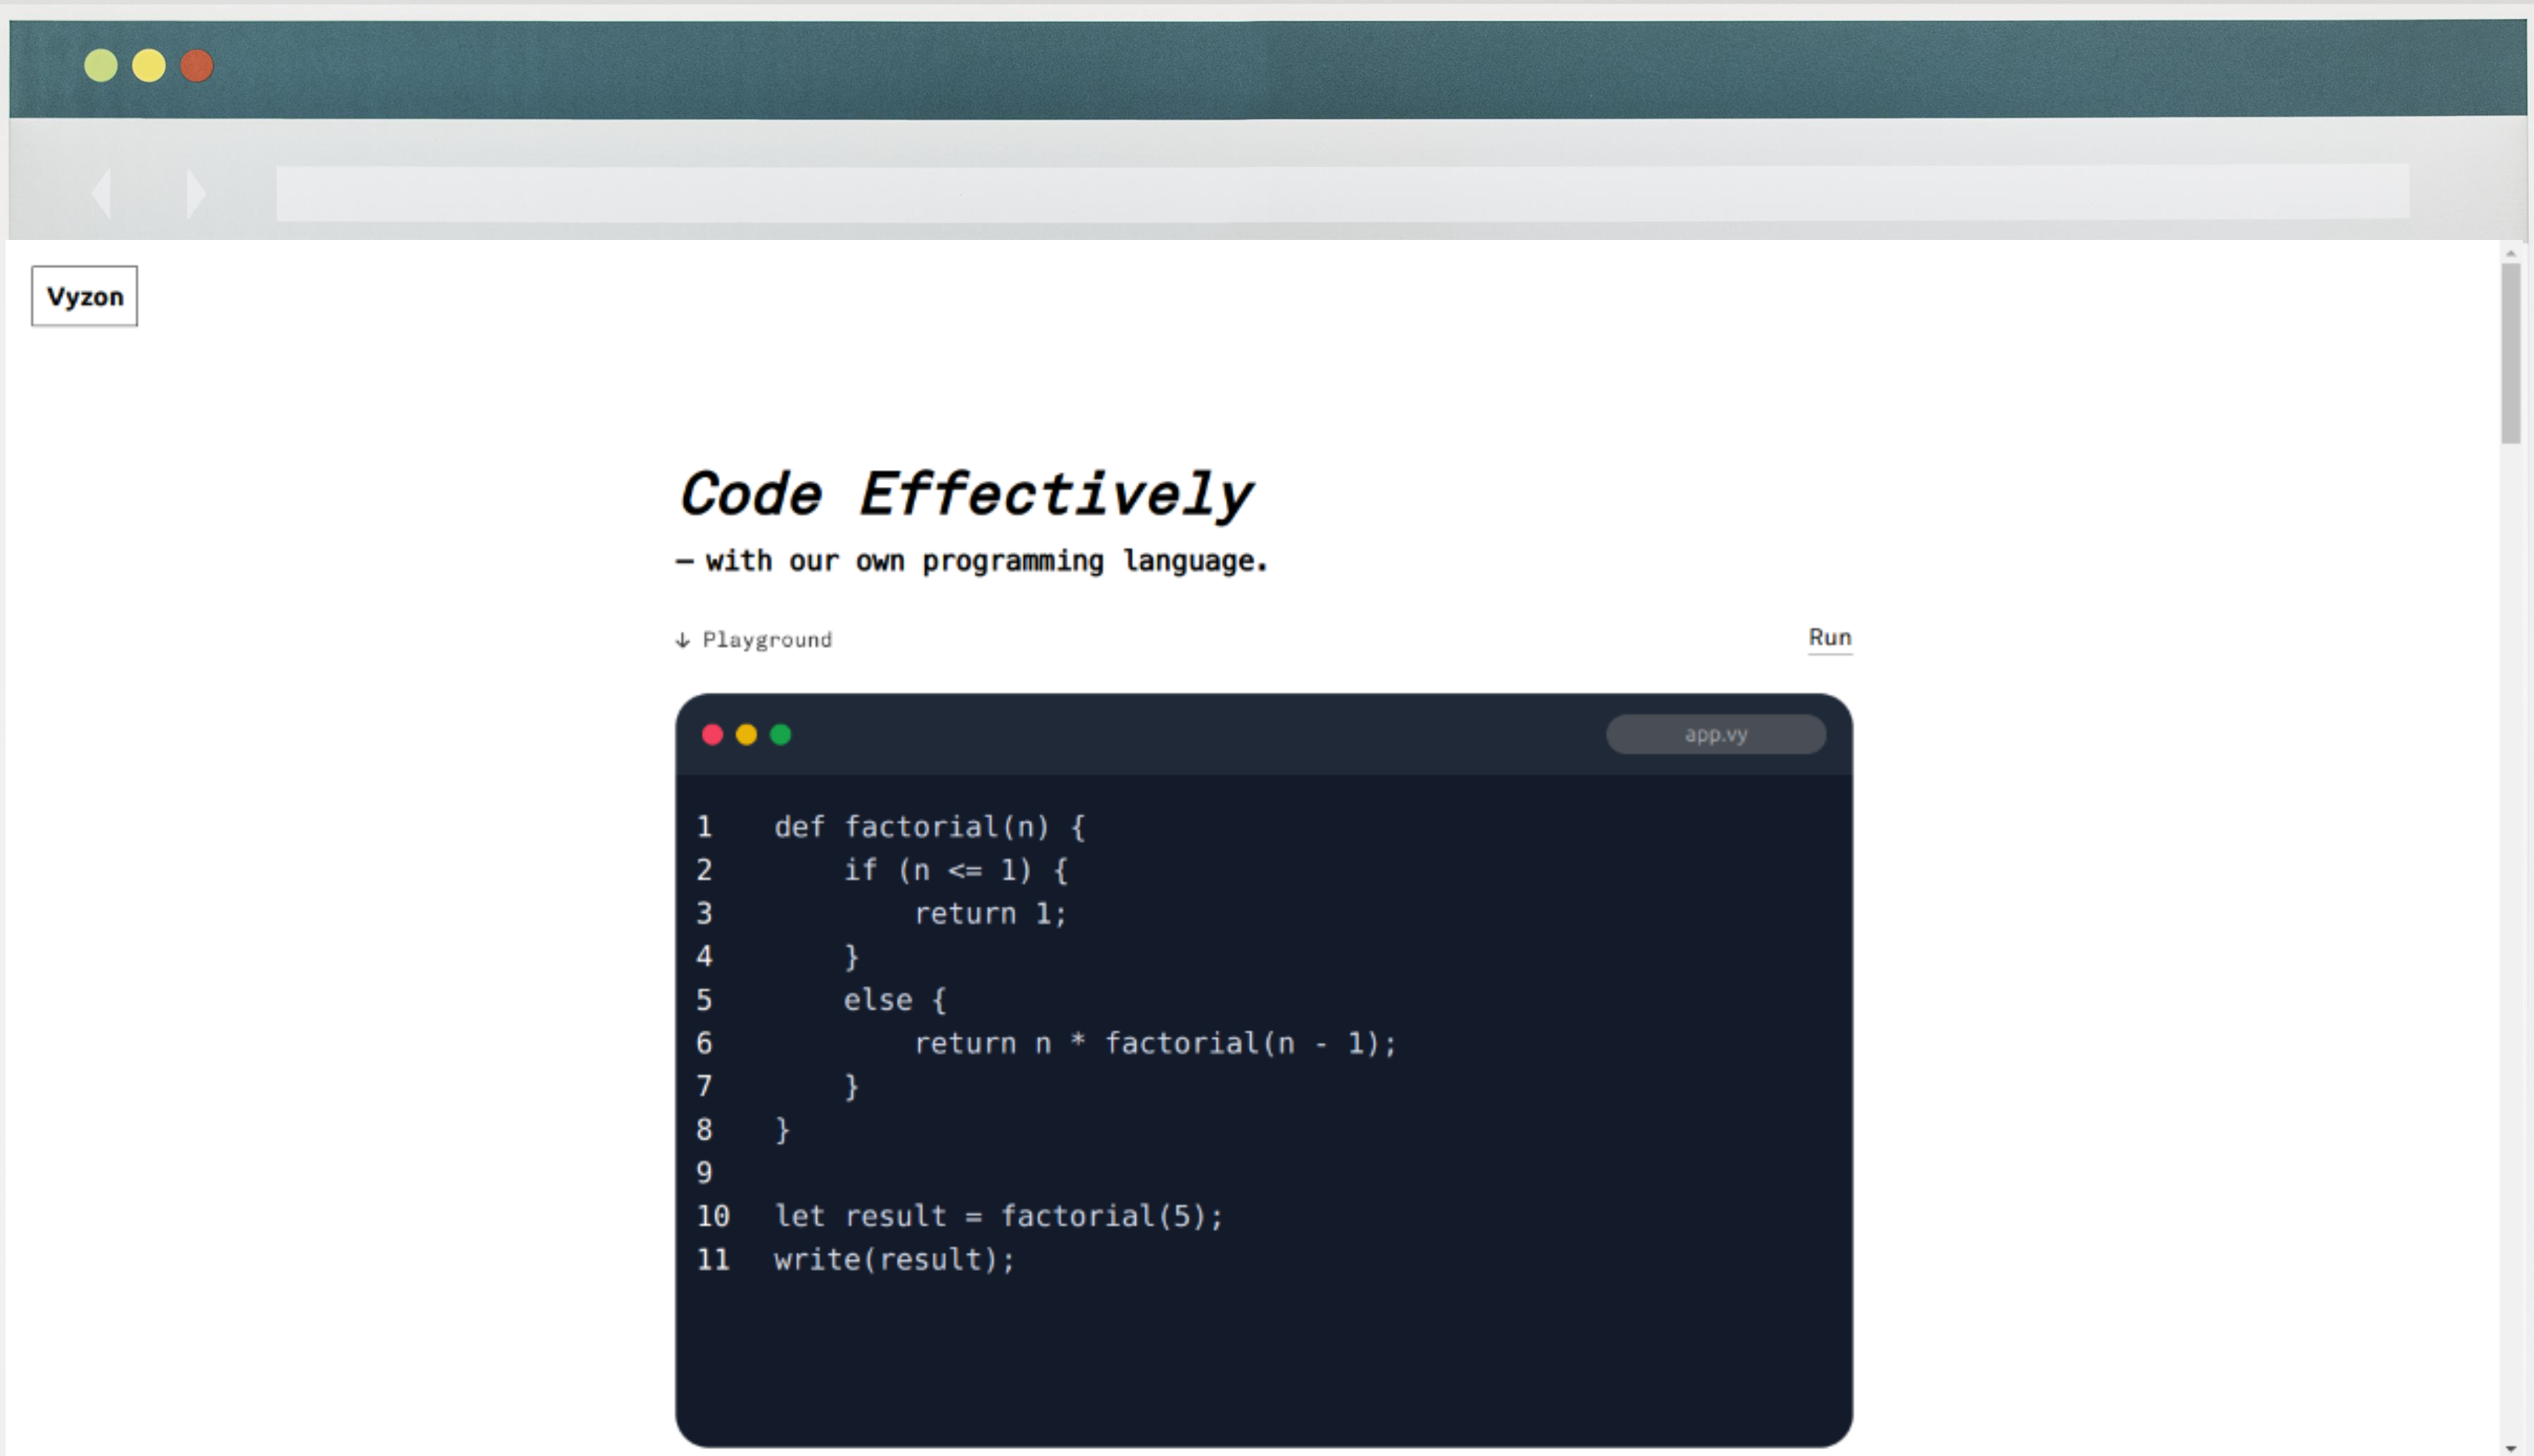 Vyzon
Code Effectively
— with our own programming language.
↓ Playground
Run
app.vy
1 def factorial(n) {
2     if (n <= 1) {
3         return 1;
4     }
5     else {
6         return n * factorial(n - 1);
7     }
8 }
9
10 let result = factorial(5);
11 write(result);